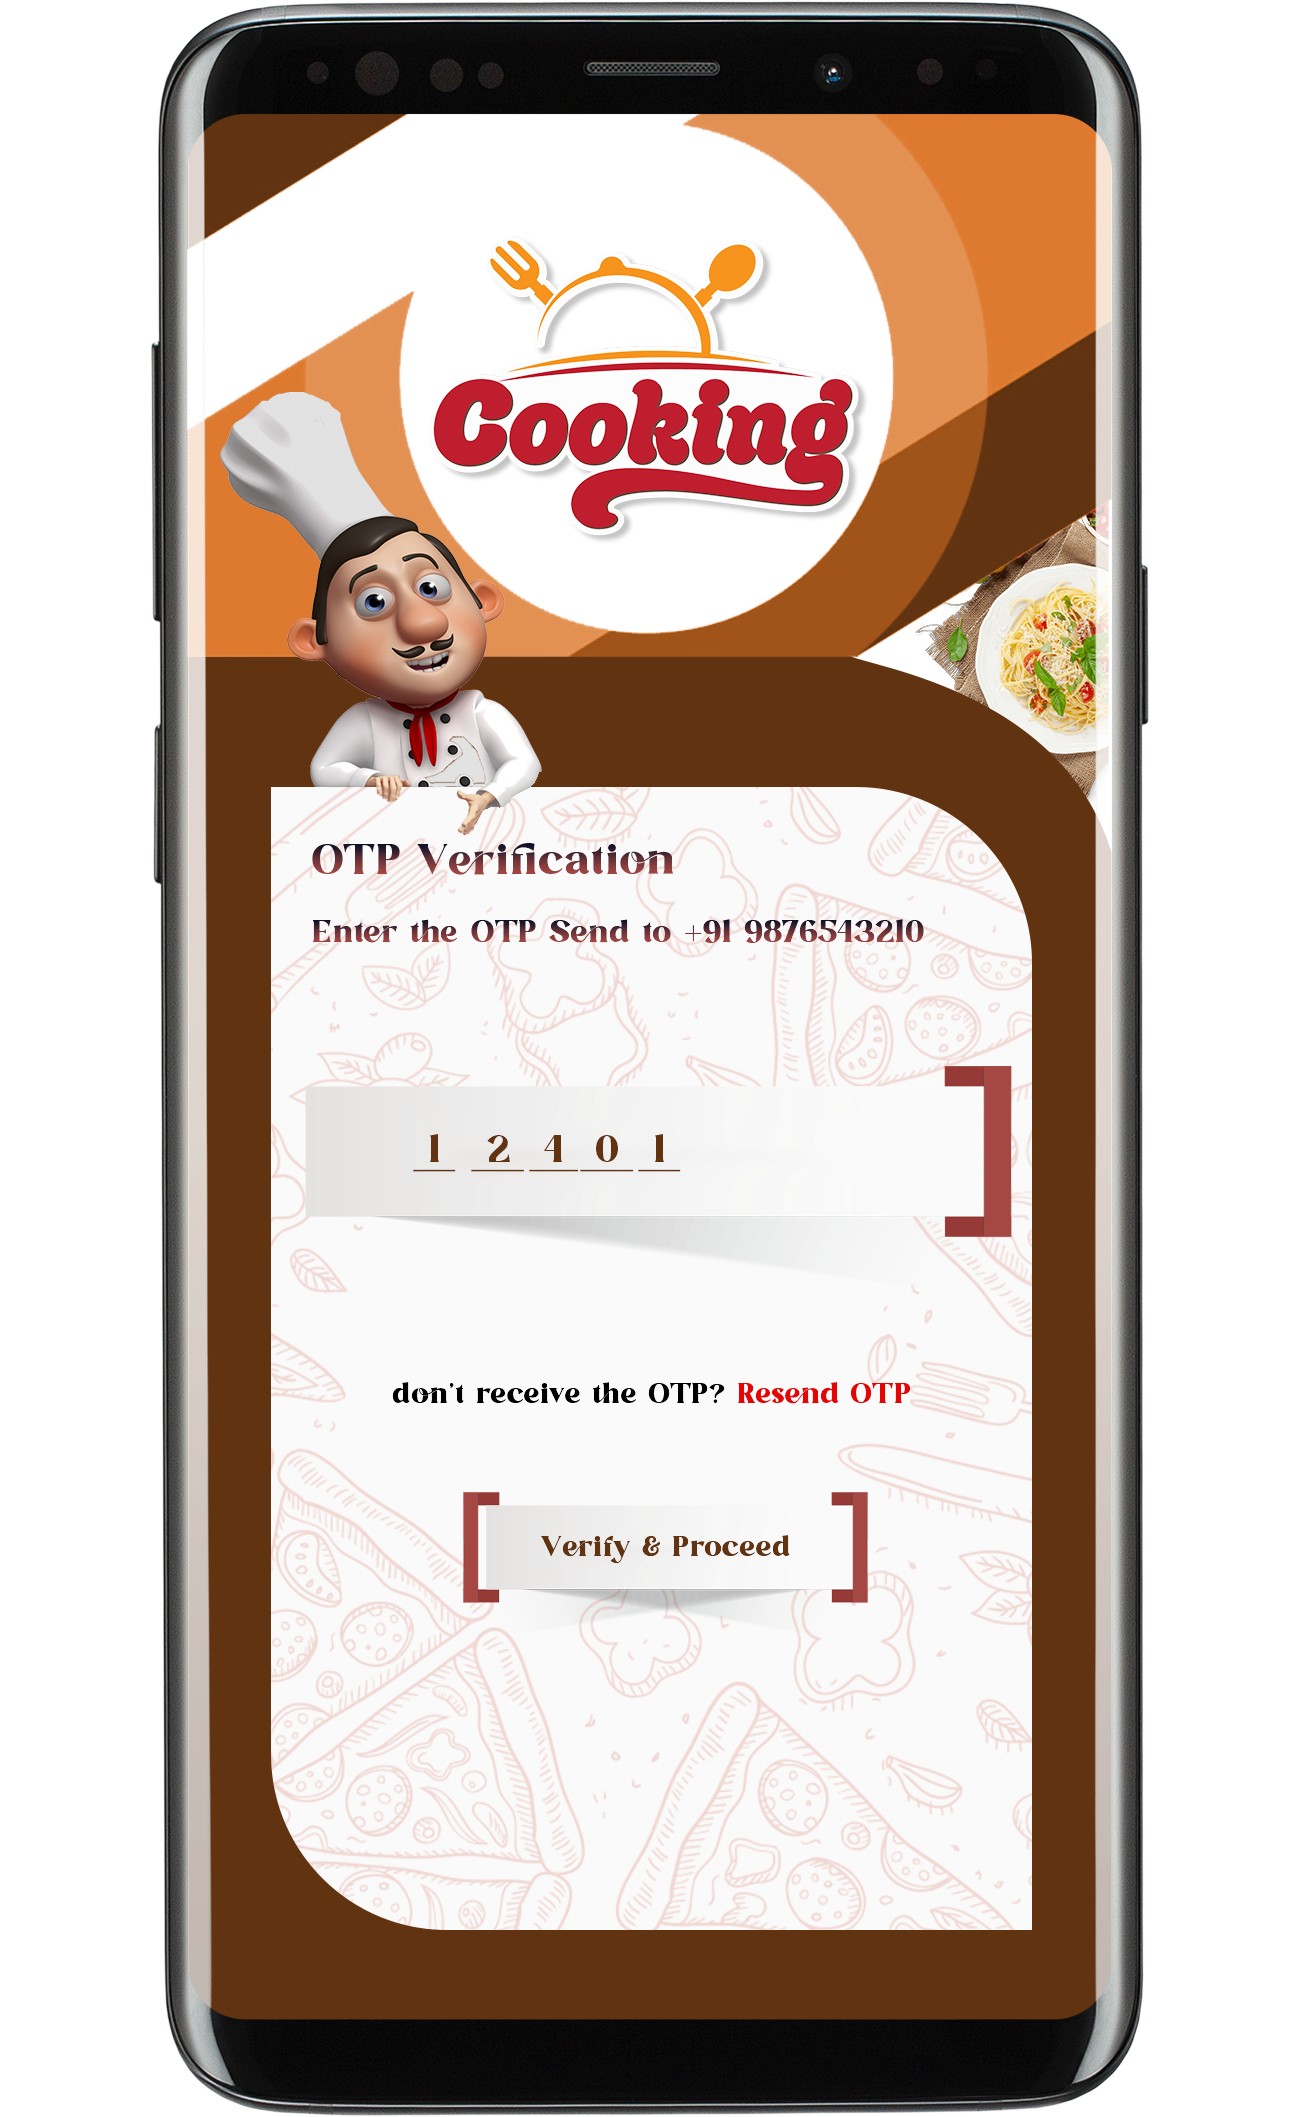 Cooking
OTP Verification
Enter the OTP Send to +91 9876543210
1 2 4 0 1
don't receive the OTP? Resend OTP
Verify & Proceed